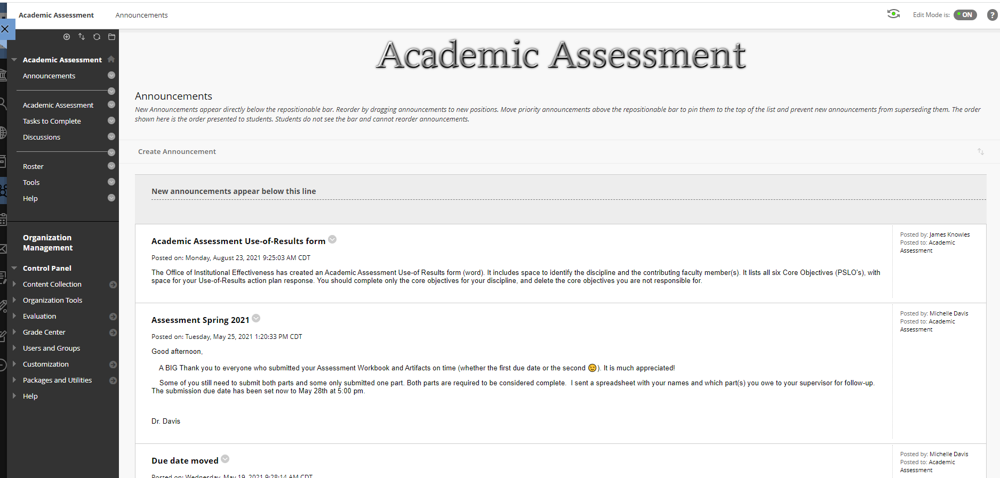 Academic Assessment
Announcements
Edit Mode is:
ON
?
Academic Assessment
Announcements
Academic Assessment
Tasks to Complete
Discussions
Roster
Tools
Help
Organization
Management
Control Panel
Content Collection
Organization Tools
Evaluation
Grade Center
Users and Groups
Customization
Packages and Utilities
Help
Academic Assessment
Announcements
New Announcements appear directly below the repositionable bar. Reorder by dragging announcements to new positions. Move priority announcements above the repositionable bar to pin them to the top of the list and prevent new announcements from superseding them. The order
shown here is the order presented to students. Students do not see the bar and cannot reorder announcements.
Create Announcement
New announcements appear below this line
Academic Assessment Use-of-Results form
Posted on: Monday, August 23, 2021 9:25:03 AM CDT
The Office of Institutional Effectiveness has created an Academic Assessment Use-of Results form (word). It includes space to identify the discipline and the contributing faculty member(s). It lists all six Core Objectives (PSLO's), with
space for your Use-of-Results action plan response. You should complete only the core objectives for your discipline, and delete the core objectives you are not responsible for.
Posted by: James Knowles
Posted to: Academic
Assessment
Assessment Spring 2021
Posted on: Tuesday, May 25, 2021 1:20:33 PM CDT
Good afternoon,
A BIG Thank you to everyone who submitted your Assessment Workbook and Artifacts on time (whether the first due date or the second 😉). It is much appreciated!
Some of you still need to submit both parts and some only submitted one part. Both parts are required to be considered complete.  I sent a spreadsheet with your names and which part(s) you owe to your supervisor for follow-up.
The submission due date has been set now to May 28th at 5:00 pm.
Dr. Davis
Posted by: Michelle Davis
Posted to: Academic
Assessment
Due date moved
Posted on: Wednesday, May 19, 2021 9:28:14 AM CDT
Posted by: Michelle Davis
Posted to: Academic
Assessment